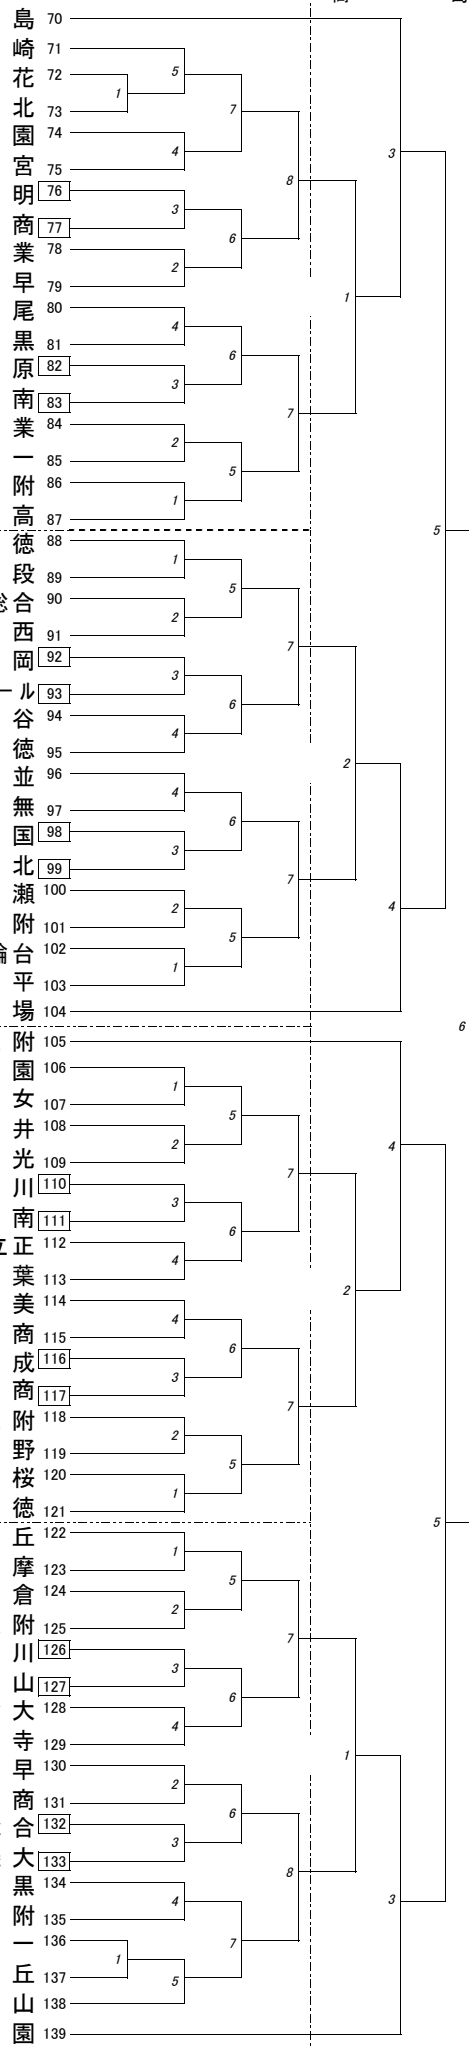 島 70
崎 71
花 72
北 73
園 74
宮 75
明 76
商 77
業 78
早 79
尾 80
黒 81
原 82
南 83
業 84
一 85
附 86
高 87
徳 88
段 89
総合 90
西 91
岡 92
ール 93
谷 94
徳 95
並 96
無 97
国 98
北 99
瀬 100
附 101
輪台 102
平 103
場 104
附 105
園 106
女 107
井 108
光 109
川 110
南 111
立正 112
葉 113
美 114
商 115
成 116
商 117
附 118
野 119
桜 120
徳 121
丘 122
摩 123
倉 124
附 125
川 126
山 127
大 128
寺 129
早 130
商 131
合 132
大 133
黒 134
附 135
一 136
丘 137
山 138
園 139
1
5
4
3
2
7
6
8
4
3
2
1
6
5
7
1
3
1
2
3
4
5
6
7
4
3
2
1
6
5
7
2
4
5
6
1
2
3
4
5
6
7
4
3
2
1
6
5
7
2
4
1
2
3
4
5
6
7
2
3
4
1
5
6
7
8
1
3
5